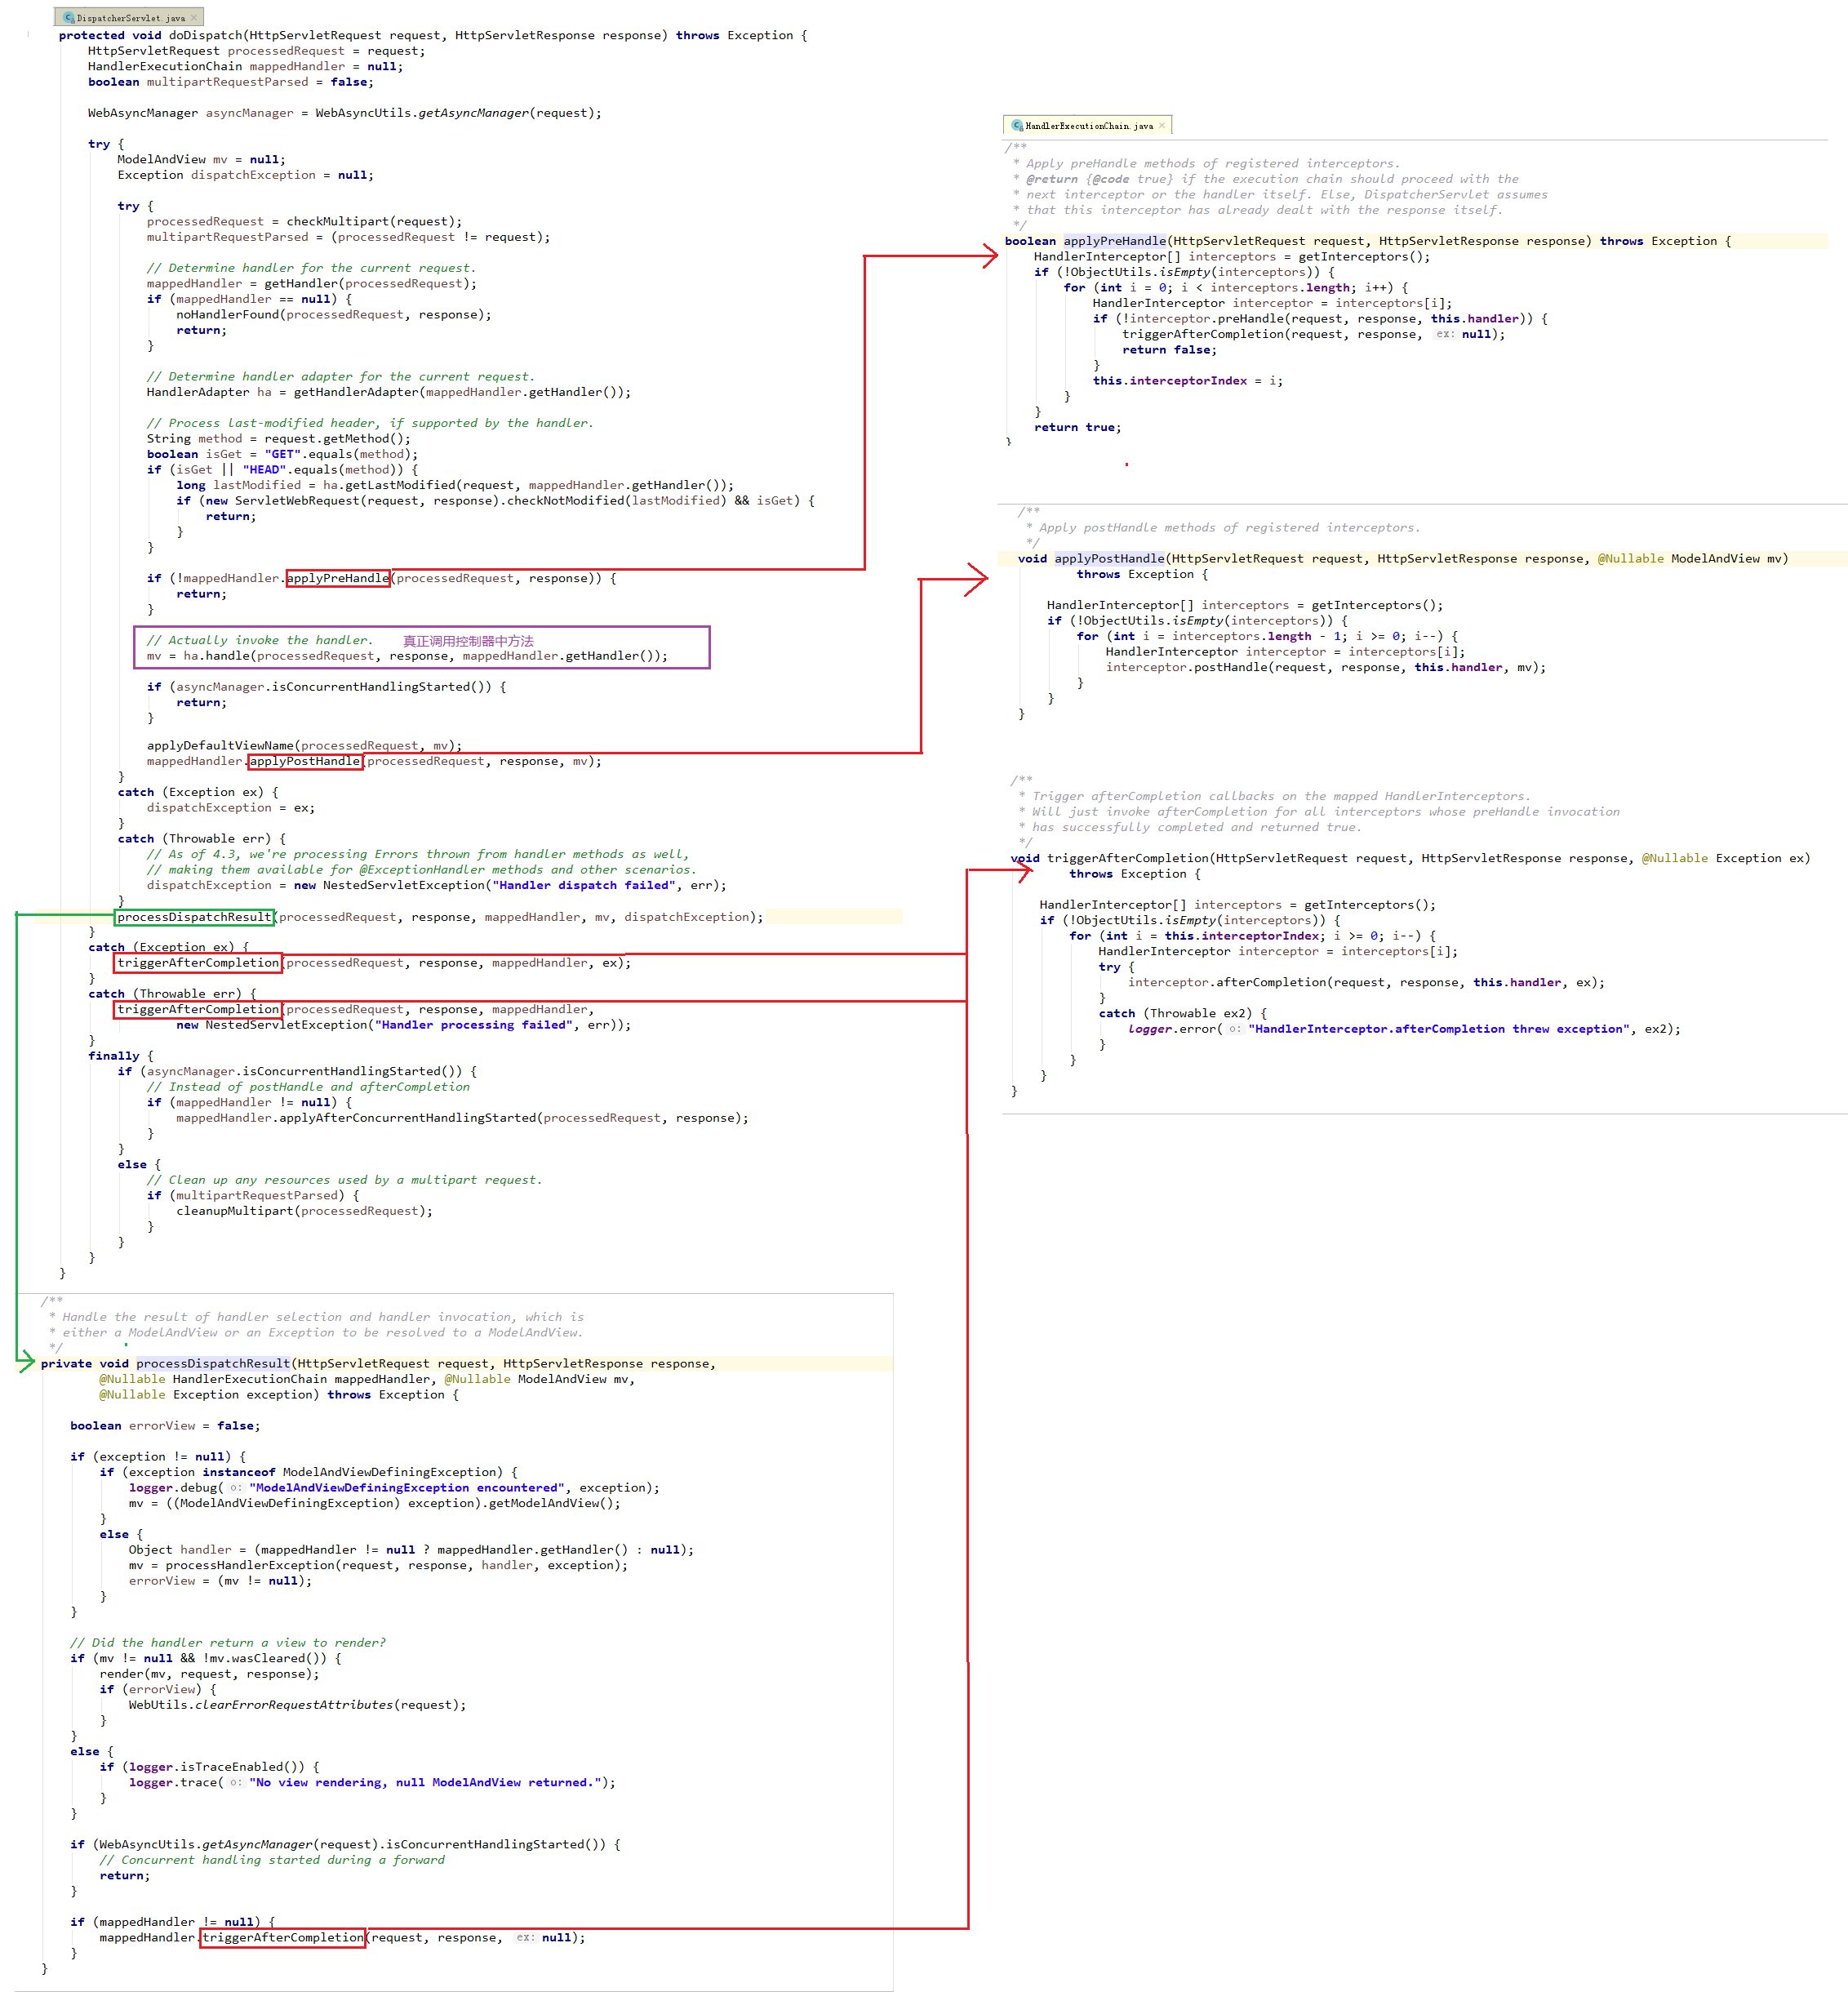 DispatcherServlet.java ×
protected void doDispatch(HttpServletRequest request, HttpServletResponse response) throws Exception {
HttpServletRequest processedRequest = request;
HandlerExecutionChain mappedHandler = null;
boolean multipartRequestParsed = false;
WebAsyncManager asyncManager = WebAsyncUtils.getAsyncManager(request);
try {
ModelAndView mv = null;
Exception dispatchException = null;
try {
processedRequest = checkMultipart(request);
multipartRequestParsed = (processedRequest != request);
// Determine handler for the current request.
mappedHandler = getHandler(processedRequest);
if (mappedHandler == null) {
noHandlerFound(processedRequest, response);
return;
}
// Determine handler adapter for the current request.
HandlerAdapter ha = getHandlerAdapter(mappedHandler.getHandler());
// Process last-modified header, if supported by the handler.
String method = request.getMethod();
boolean isGet = "GET".equals(method);
if (isGet || "HEAD".equals(method)) {
long lastModified = ha.getLastModified(request, mappedHandler.getHandler());
if (new ServletWebRequest(request, response).checkNotModified(lastModified) && isGet) {
return;
}
}
if (!mappedHandler.applyPreHandle(processedRequest, response)) {
return;
}
// Actually invoke the handler. 真正调用控制器中方法
mv = ha.handle(processedRequest, response, mappedHandler.getHandler());
if (asyncManager.isConcurrentHandlingStarted()) {
return;
}
applyDefaultViewName(processedRequest, mv);
mappedHandler.applyPostHandle(processedRequest, response, mv);
}
catch (Exception ex) {
dispatchException = ex;
}
catch (Throwable err) {
// As of 4.3, we're processing Errors thrown from handler methods as well,
// making them available for @ExceptionHandler methods and other scenarios.
dispatchException = new NestedServletException("Handler dispatch failed", err);
}
processDispatchResult(processedRequest, response, mappedHandler, mv, dispatchException);
}
catch (Exception ex) {
triggerAfterCompletion(processedRequest, response, mappedHandler, ex);
}
catch (Throwable err) {
triggerAfterCompletion(processedRequest, response, mappedHandler,
new NestedServletException("Handler processing failed", err));
}
finally {
if (asyncManager.isConcurrentHandlingStarted()) {
// Instead of postHandle and afterCompletion
if (mappedHandler != null) {
mappedHandler.applyAfterConcurrentHandlingStarted(processedRequest, response);
}
}
else {
// Clean up any resources used by a multipart request.
if (multipartRequestParsed) {
cleanupMultipart(processedRequest);
}
}
}
}
/**
* Handle the result of handler selection and handler invocation, which is
* either a ModelAndView or an Exception to be resolved to a ModelAndView.
*/
private void processDispatchResult(HttpServletRequest request, HttpServletResponse response,
@Nullable HandlerExecutionChain mappedHandler, @Nullable ModelAndView mv,
@Nullable Exception exception) throws Exception {
boolean errorView = false;
if (exception != null) {
if (exception instanceof ModelAndViewDefiningException) {
logger.debug( o: "ModelAndViewDefiningException encountered", exception);
mv = ((ModelAndViewDefiningException) exception).getModelAndView();
}
else {
Object handler = (mappedHandler != null ? mappedHandler.getHandler() : null);
mv = processHandlerException(request, response, handler, exception);
errorView = (mv != null);
}
}
// Did the handler return a view to render?
if (mv != null && !mv.wasCleared()) {
render(mv, request, response);
if (errorView) {
WebUtils.clearErrorRequestAttributes(request);
}
}
else {
if (logger.isTraceEnabled()) {
logger.trace( o: "No view rendering, null ModelAndView returned.");
}
}
if (WebAsyncUtils.getAsyncManager(request).isConcurrentHandlingStarted()) {
// Concurrent handling started during a forward
return;
}
if (mappedHandler != null) {
mappedHandler.triggerAfterCompletion(request, response, ex: null);
}
}
HandlerExecutionChain.java ×
/**
* Apply preHandle methods of registered interceptors.
* @return {@code true} if the execution chain should proceed with the
* next interceptor or the handler itself. Else, DispatcherServlet assumes
* that this interceptor has already dealt with the response itself.
*/
boolean applyPreHandle(HttpServletRequest request, HttpServletResponse response) throws Exception {
HandlerInterceptor[] interceptors = getInterceptors();
if (!ObjectUtils.isEmpty(interceptors)) {
for (int i = 0; i < interceptors.length; i++) {
HandlerInterceptor interceptor = interceptors[i];
if (!interceptor.preHandle(request, response, this.handler)) {
triggerAfterCompletion(request, response, ex: null);
return false;
}
this.interceptorIndex = i;
}
}
return true;
}
/**
* Apply postHandle methods of registered interceptors.
*/
void applyPostHandle(HttpServletRequest request, HttpServletResponse response, @Nullable ModelAndView mv)
throws Exception {
HandlerInterceptor[] interceptors = getInterceptors();
if (!ObjectUtils.isEmpty(interceptors)) {
for (int i = interceptors.length - 1; i >= 0; i--) {
HandlerInterceptor interceptor = interceptors[i];
interceptor.postHandle(request, response, this.handler, mv);
}
}
}
/**
* Trigger afterCompletion callbacks on the mapped HandlerInterceptors.
* Will just invoke afterCompletion for all interceptors whose preHandle invocation
* has successfully completed and returned true.
*/
void triggerAfterCompletion(HttpServletRequest request, HttpServletResponse response, @Nullable Exception ex)
throws Exception {
HandlerInterceptor[] interceptors = getInterceptors();
if (!ObjectUtils.isEmpty(interceptors)) {
for (int i = this.interceptorIndex; i >= 0; i--) {
HandlerInterceptor interceptor = interceptors[i];
try {
interceptor.afterCompletion(request, response, this.handler, ex);
}
catch (Throwable ex2) {
logger.error( o: "HandlerInterceptor.afterCompletion threw exception", ex2);
}
}
}
}